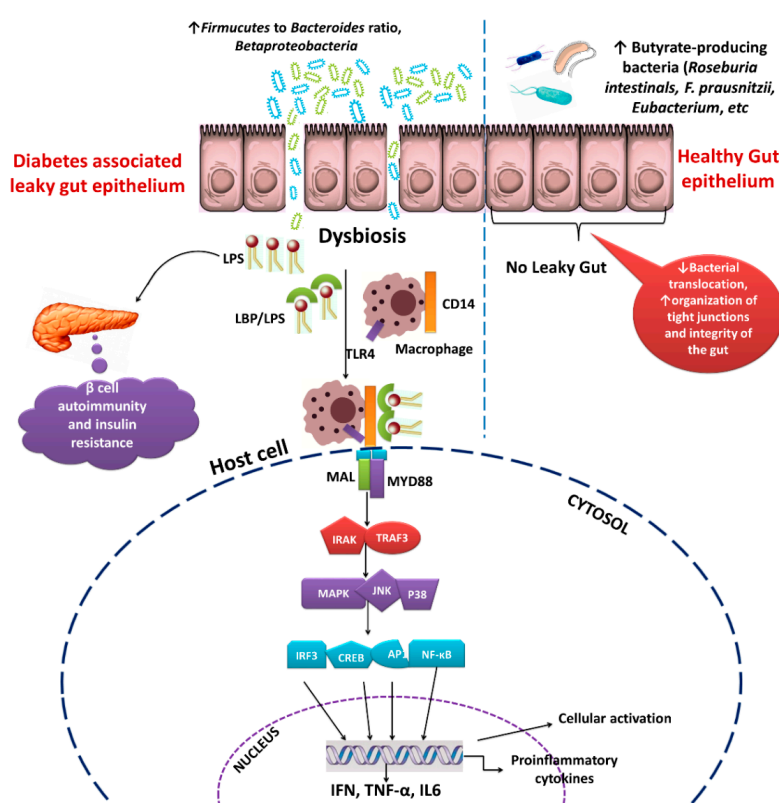 ↑Firmucutes to Bacteroides ratio,
Betaproteobacteria
↑ Butyrate-producing
bacteria (Roseburia
intestinals, F. prausnitzii,
Eubacterium, etc
Diabetes associated
leaky gut epithelium
Healthy Gut
epithelium
Dysbiosis
LPS
No Leaky Gut
↓Bacterial
translocation,
↑organization of
tight junctions
and integrity of
the gut
LBP/LPS
CD14
TLR4
Macrophage
β cell
autoimmunity
and insulin
resistance
Host cell
MAL
MYD88
CYTOSOL
IRAK
TRAF3
MAPK
JNK
P38
IRF3
CREB
AP1
NF-κB
NUCLEUS
Cellular activation
Proinflammatory
cytokines
IFN, TNF-α, IL6